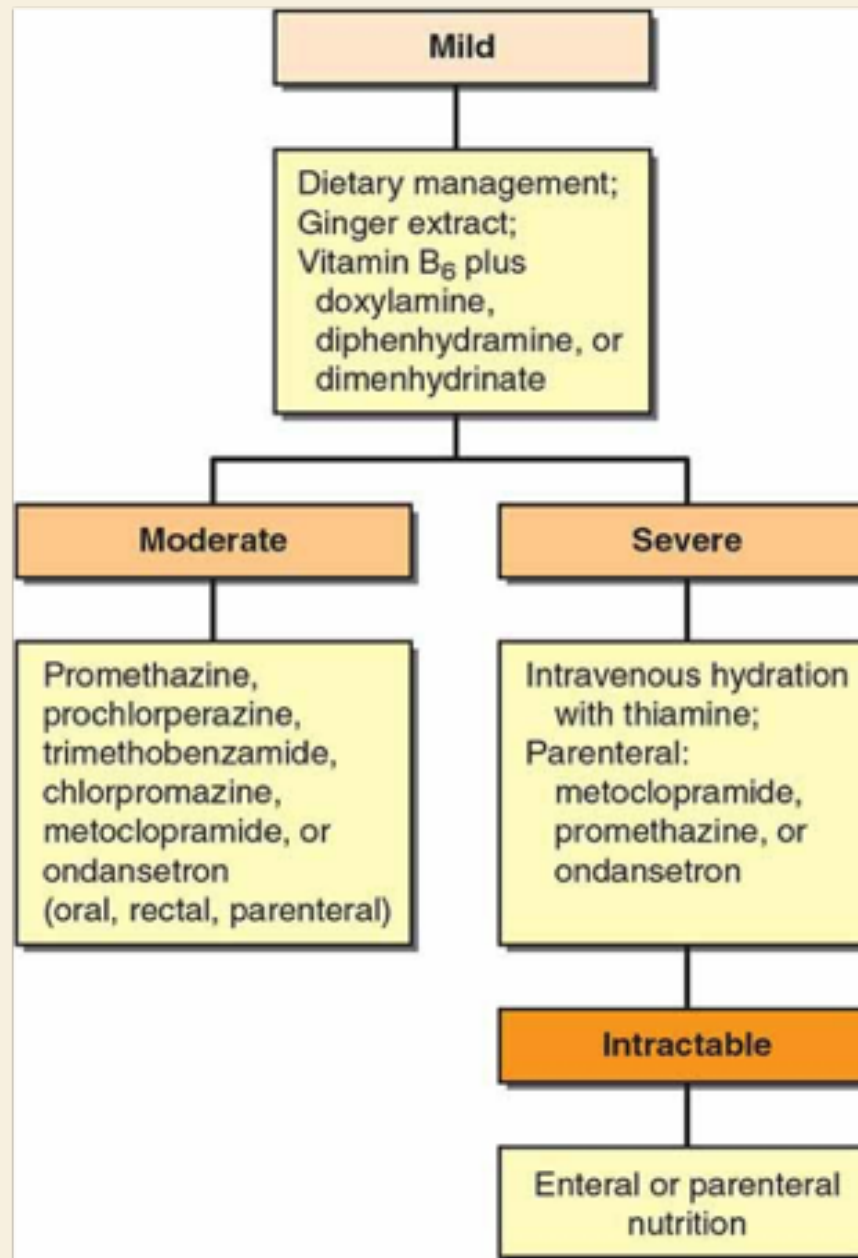 Mild
Dietary management;
Ginger extract;
Vitamin B₆ plus
doxylamine,
diphenhydramine, or
dimenhydrinate
Moderate
Promethazine,
prochlorperazine,
trimethobenzamide,
chlorpromazine,
metoclopramide, or
ondansetron
(oral, rectal, parenteral)
Severe
Intravenous hydration
with thiamine;
Parenteral:
metoclopramide,
promethazine, or
ondansetron
Intractable
Enteral or parenteral
nutrition